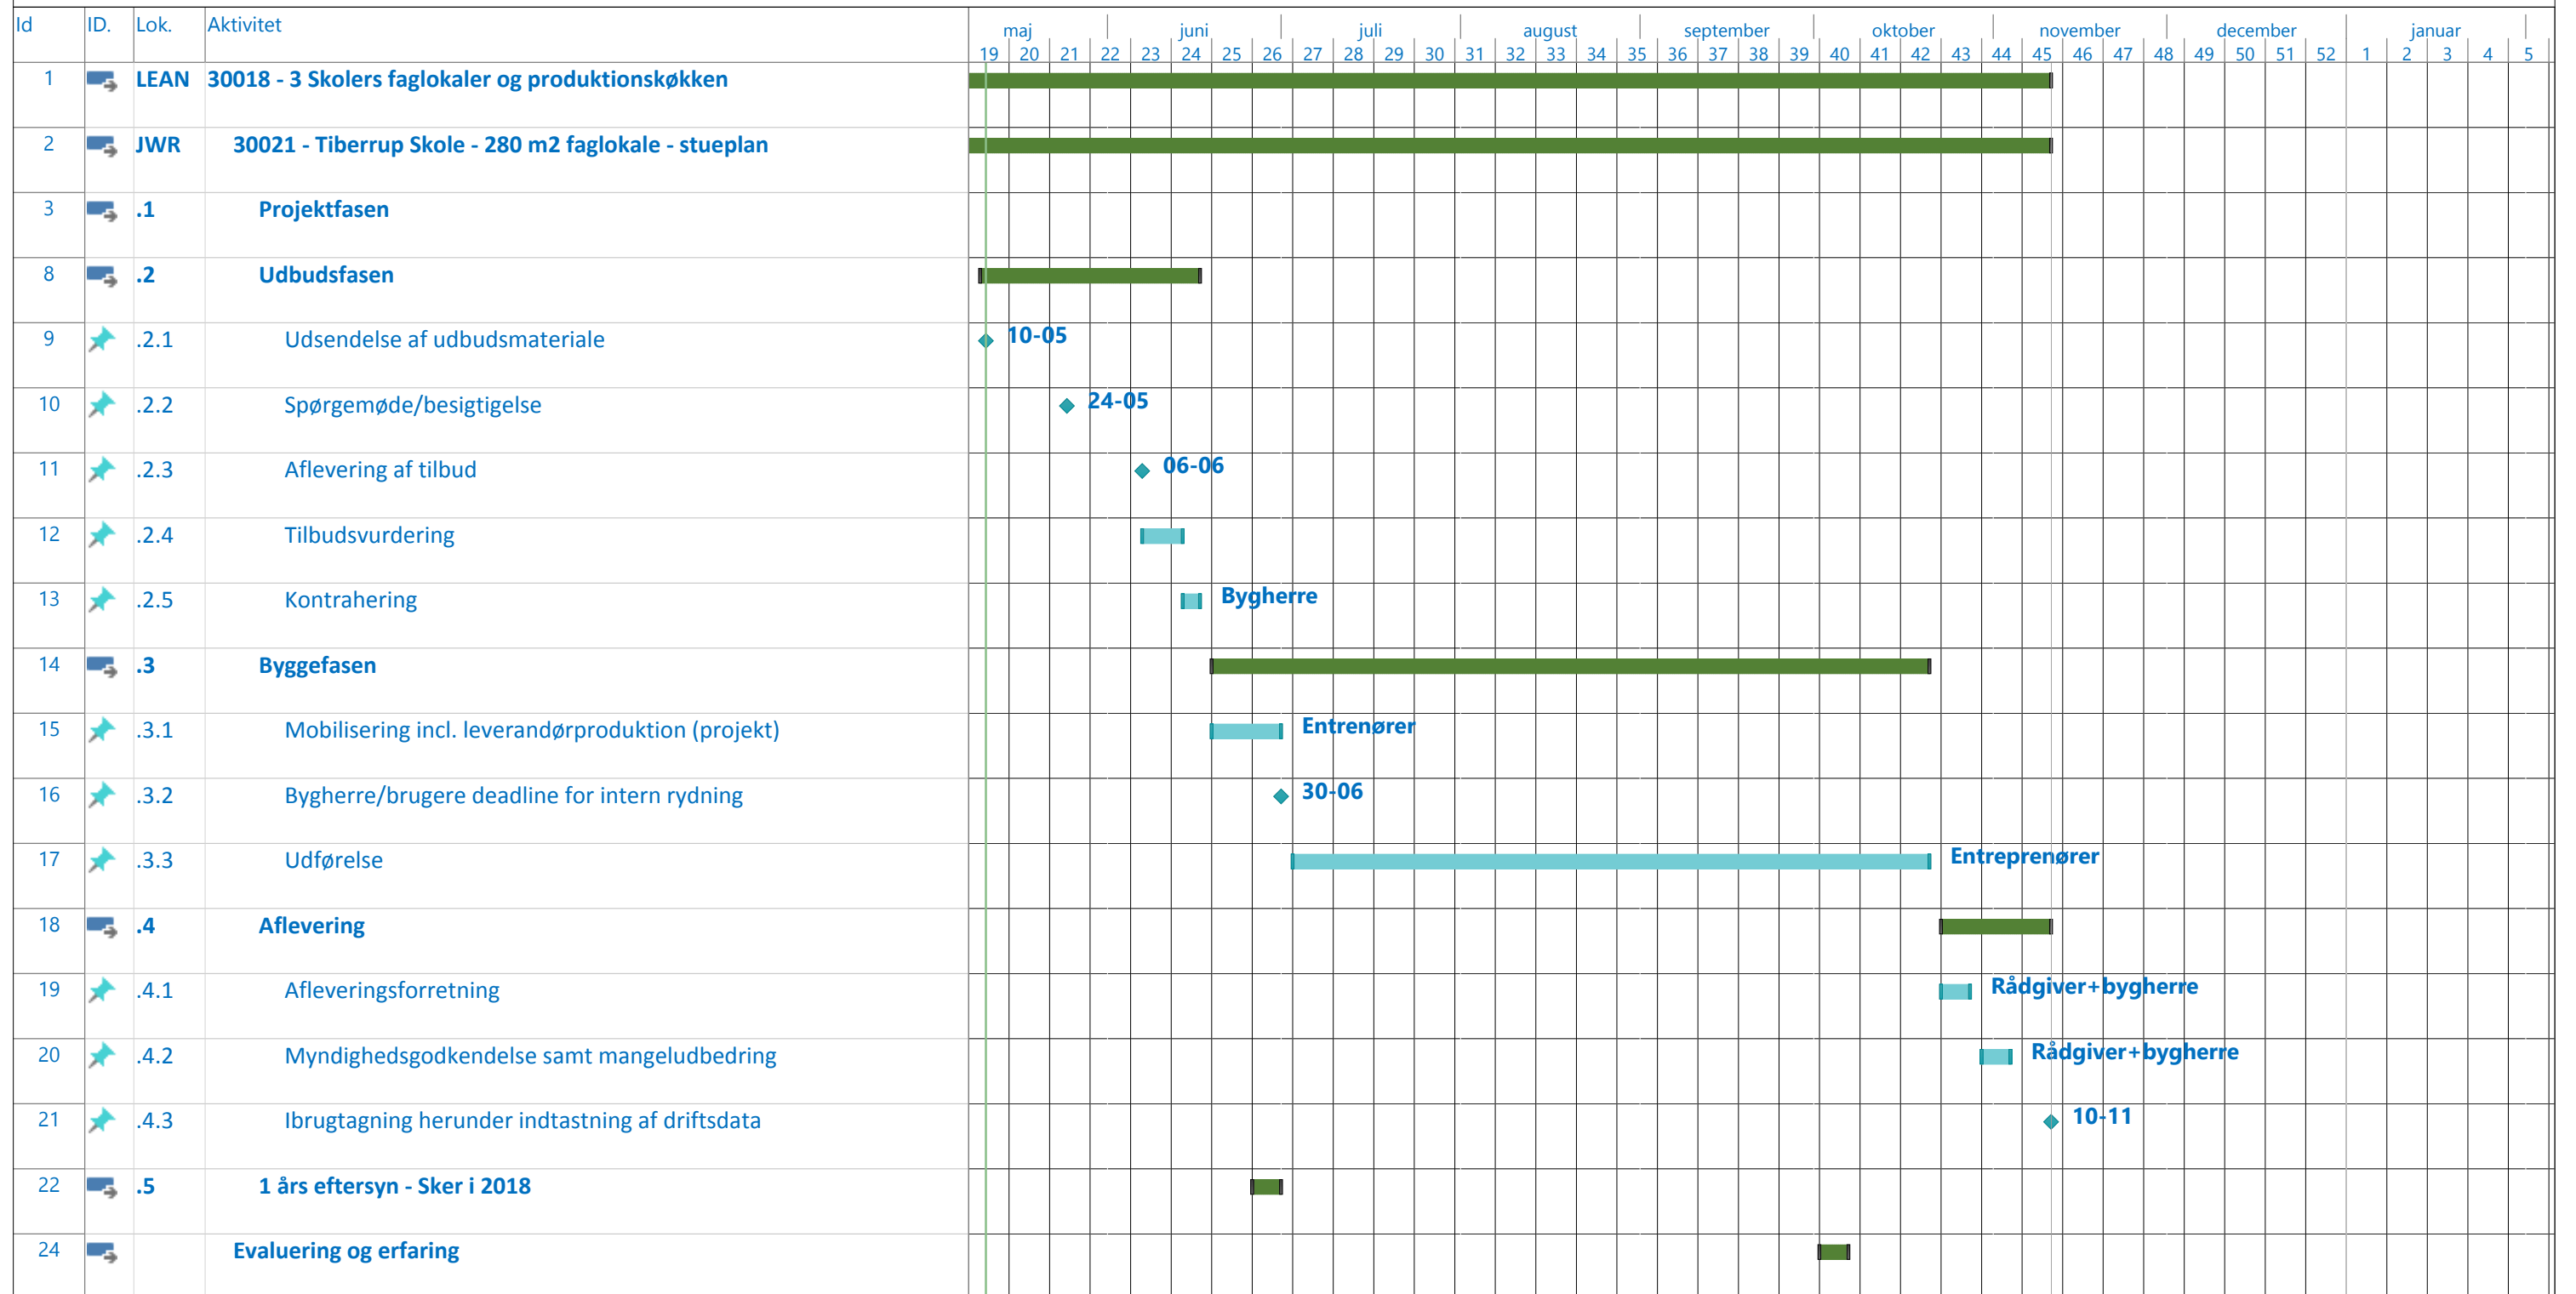 Id ID. Lok. Aktivitet maj juni juli august september oktober november december januar
19 20 21 22 23 24 25 26 27 28 29 30 31 32 33 34 35 36 37 38 39 40 41 42 43 44 45 46 47 48 49 50 51 52 1 2 3 4 5
1 LEAN 30018 - 3 Skolers faglokaler og produktionskøkken
2 JWR 30021 - Tiberrup Skole - 280 m2 faglokale - stueplan
3 .1 Projektfasen
8 .2 Udbudsfasen
9 .2.1 Udsendelse af udbudsmateriale 10-05
10 .2.2 Spørgemøde/besigtigelse 24-05
11 .2.3 Aflevering af tilbud 06-06
12 .2.4 Tilbudsvurdering
13 .2.5 Kontrahering Bygherre
14 .3 Byggefasen
15 .3.1 Mobilisering incl. leverandørproduktion (projekt) Entrenører
16 .3.2 Bygherre/brugere deadline for intern rydning 30-06
17 .3.3 Udførelse Entreprenører
18 .4 Aflevering
19 .4.1 Afleveringsforretning Rådgiver+bygherre
20 .4.2 Myndighedsgodkendelse samt mangeludbedring Rådgiver+bygherre
21 .4.3 Ibrugtagning herunder indtastning af driftsdata 10-11
22 .5 1 års eftersyn - Sker i 2018
24 Evaluering og erfaring